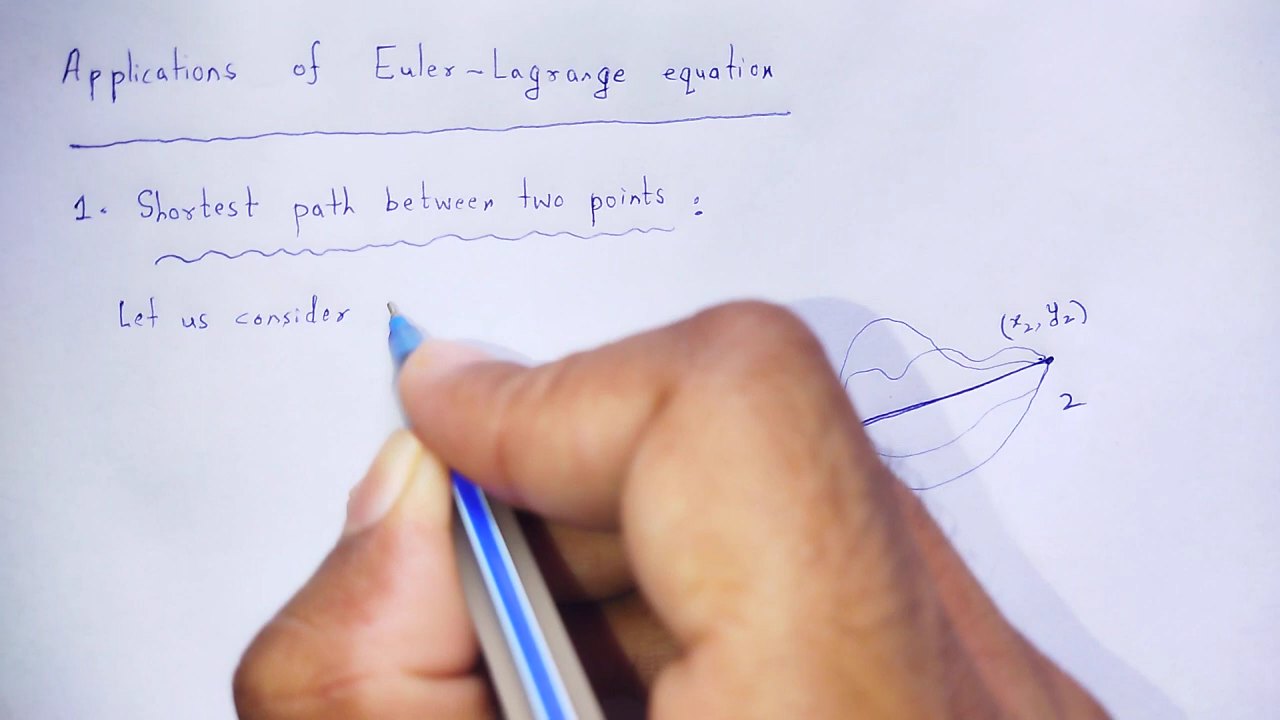 Applications of Euler-Lagrange equation
1. Shortest path between two points :
Let us consider
(x₂, y₂)
2